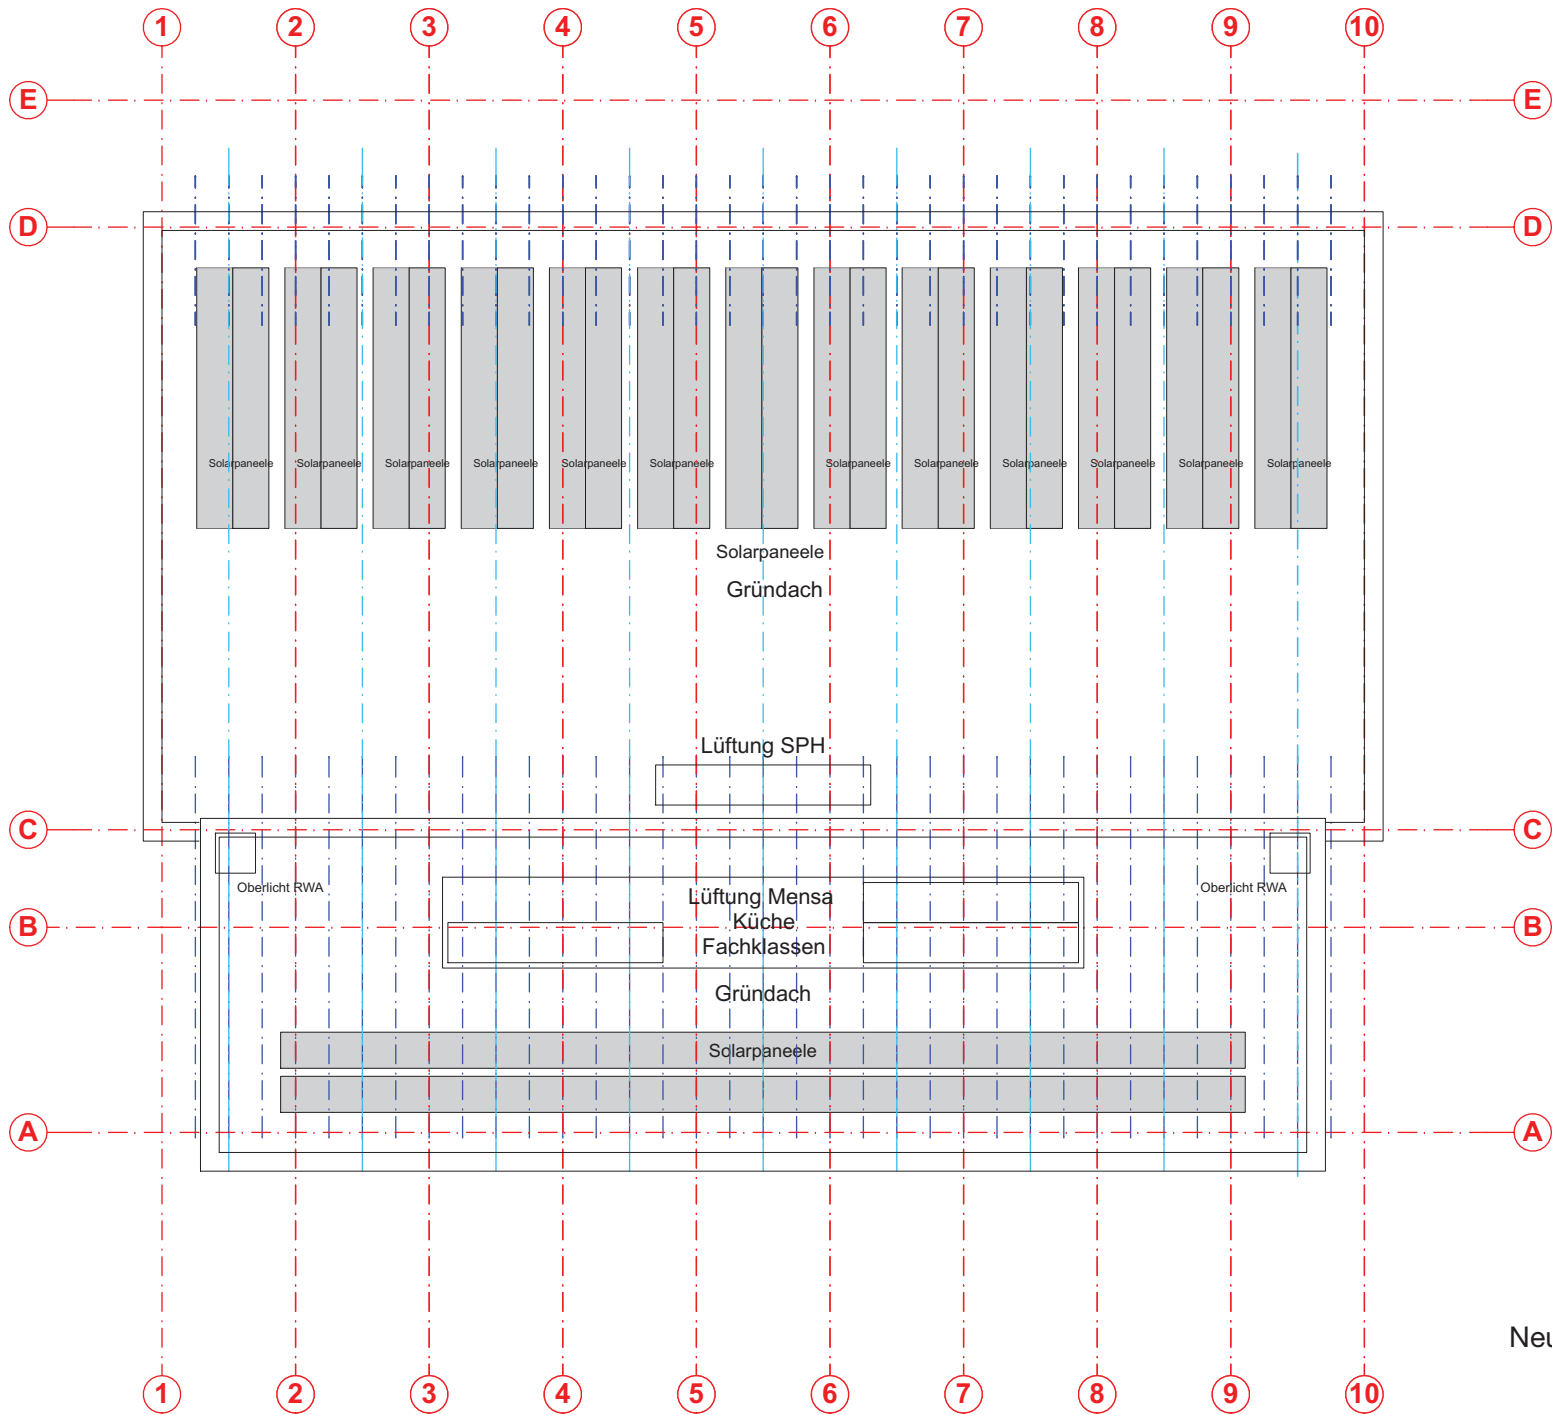 1 2 3 4 5 6 7 8 9 10
E E
D D
Solarpaneele Solarpaneele Solarpaneele Solarpaneele Solarpaneele Solarpaneele Solarpaneele Solarpaneele Solarpaneele Solarpaneele Solarpaneele Solarpaneele
Solarpaneele
Gründach
Lüftung SPH
C C
Oberlicht RWA Oberlicht RWA
Lüftung Mensa
Küche
Fachklassen
B B
Gründach
Solarpaneele
A A
Neu
1 2 3 4 5 6 7 8 9 10